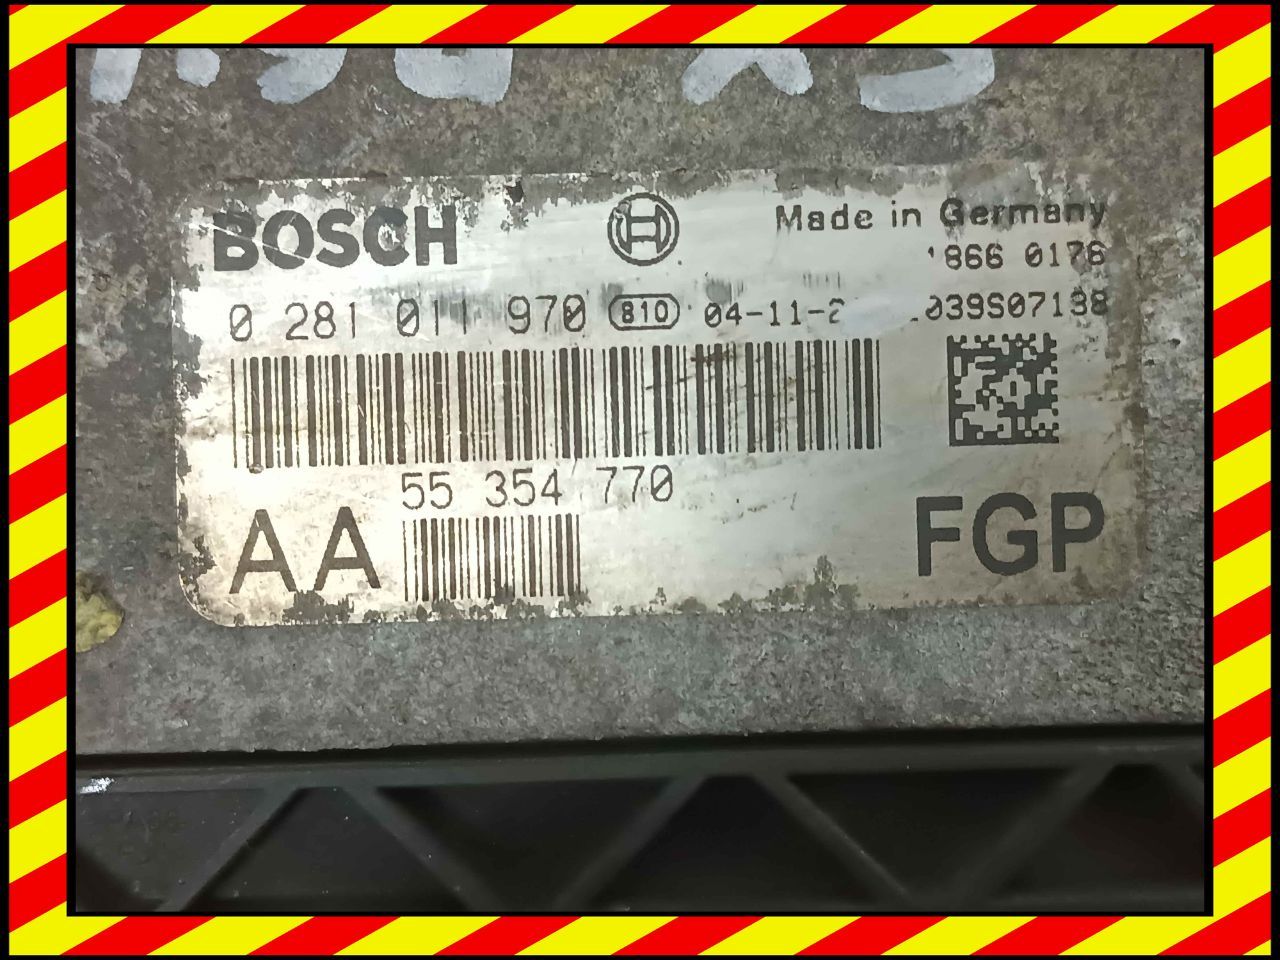 BOSCH
Made in Germany
866 0176
0 281 011 970 810 04-11-2 039S07138
55 354 770
AA
FGP